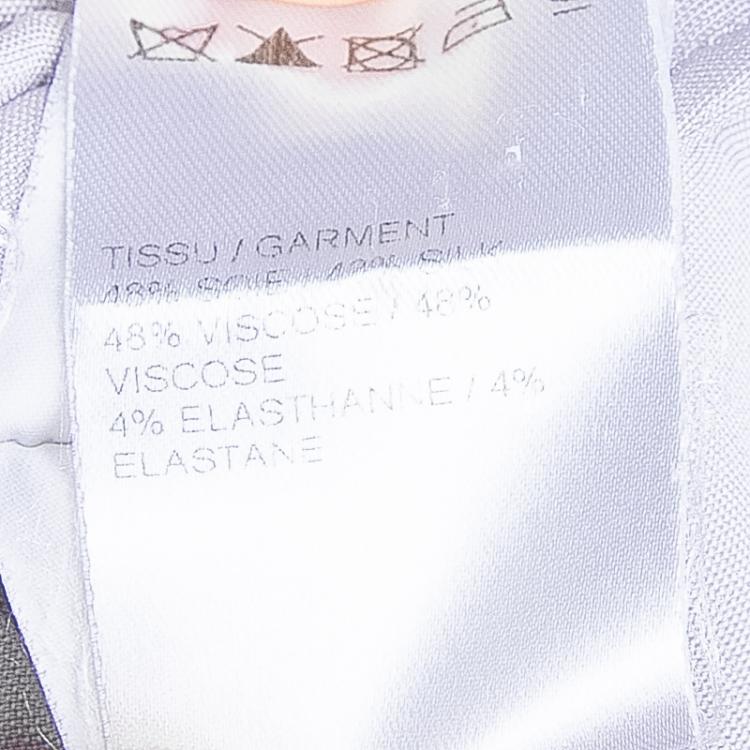 TISSU / GARMENT
48% SOIE / 48% SILK
48% VISCOSE / 48%
VISCOSE
4% ELASTHANNE / 4%
ELASTANE